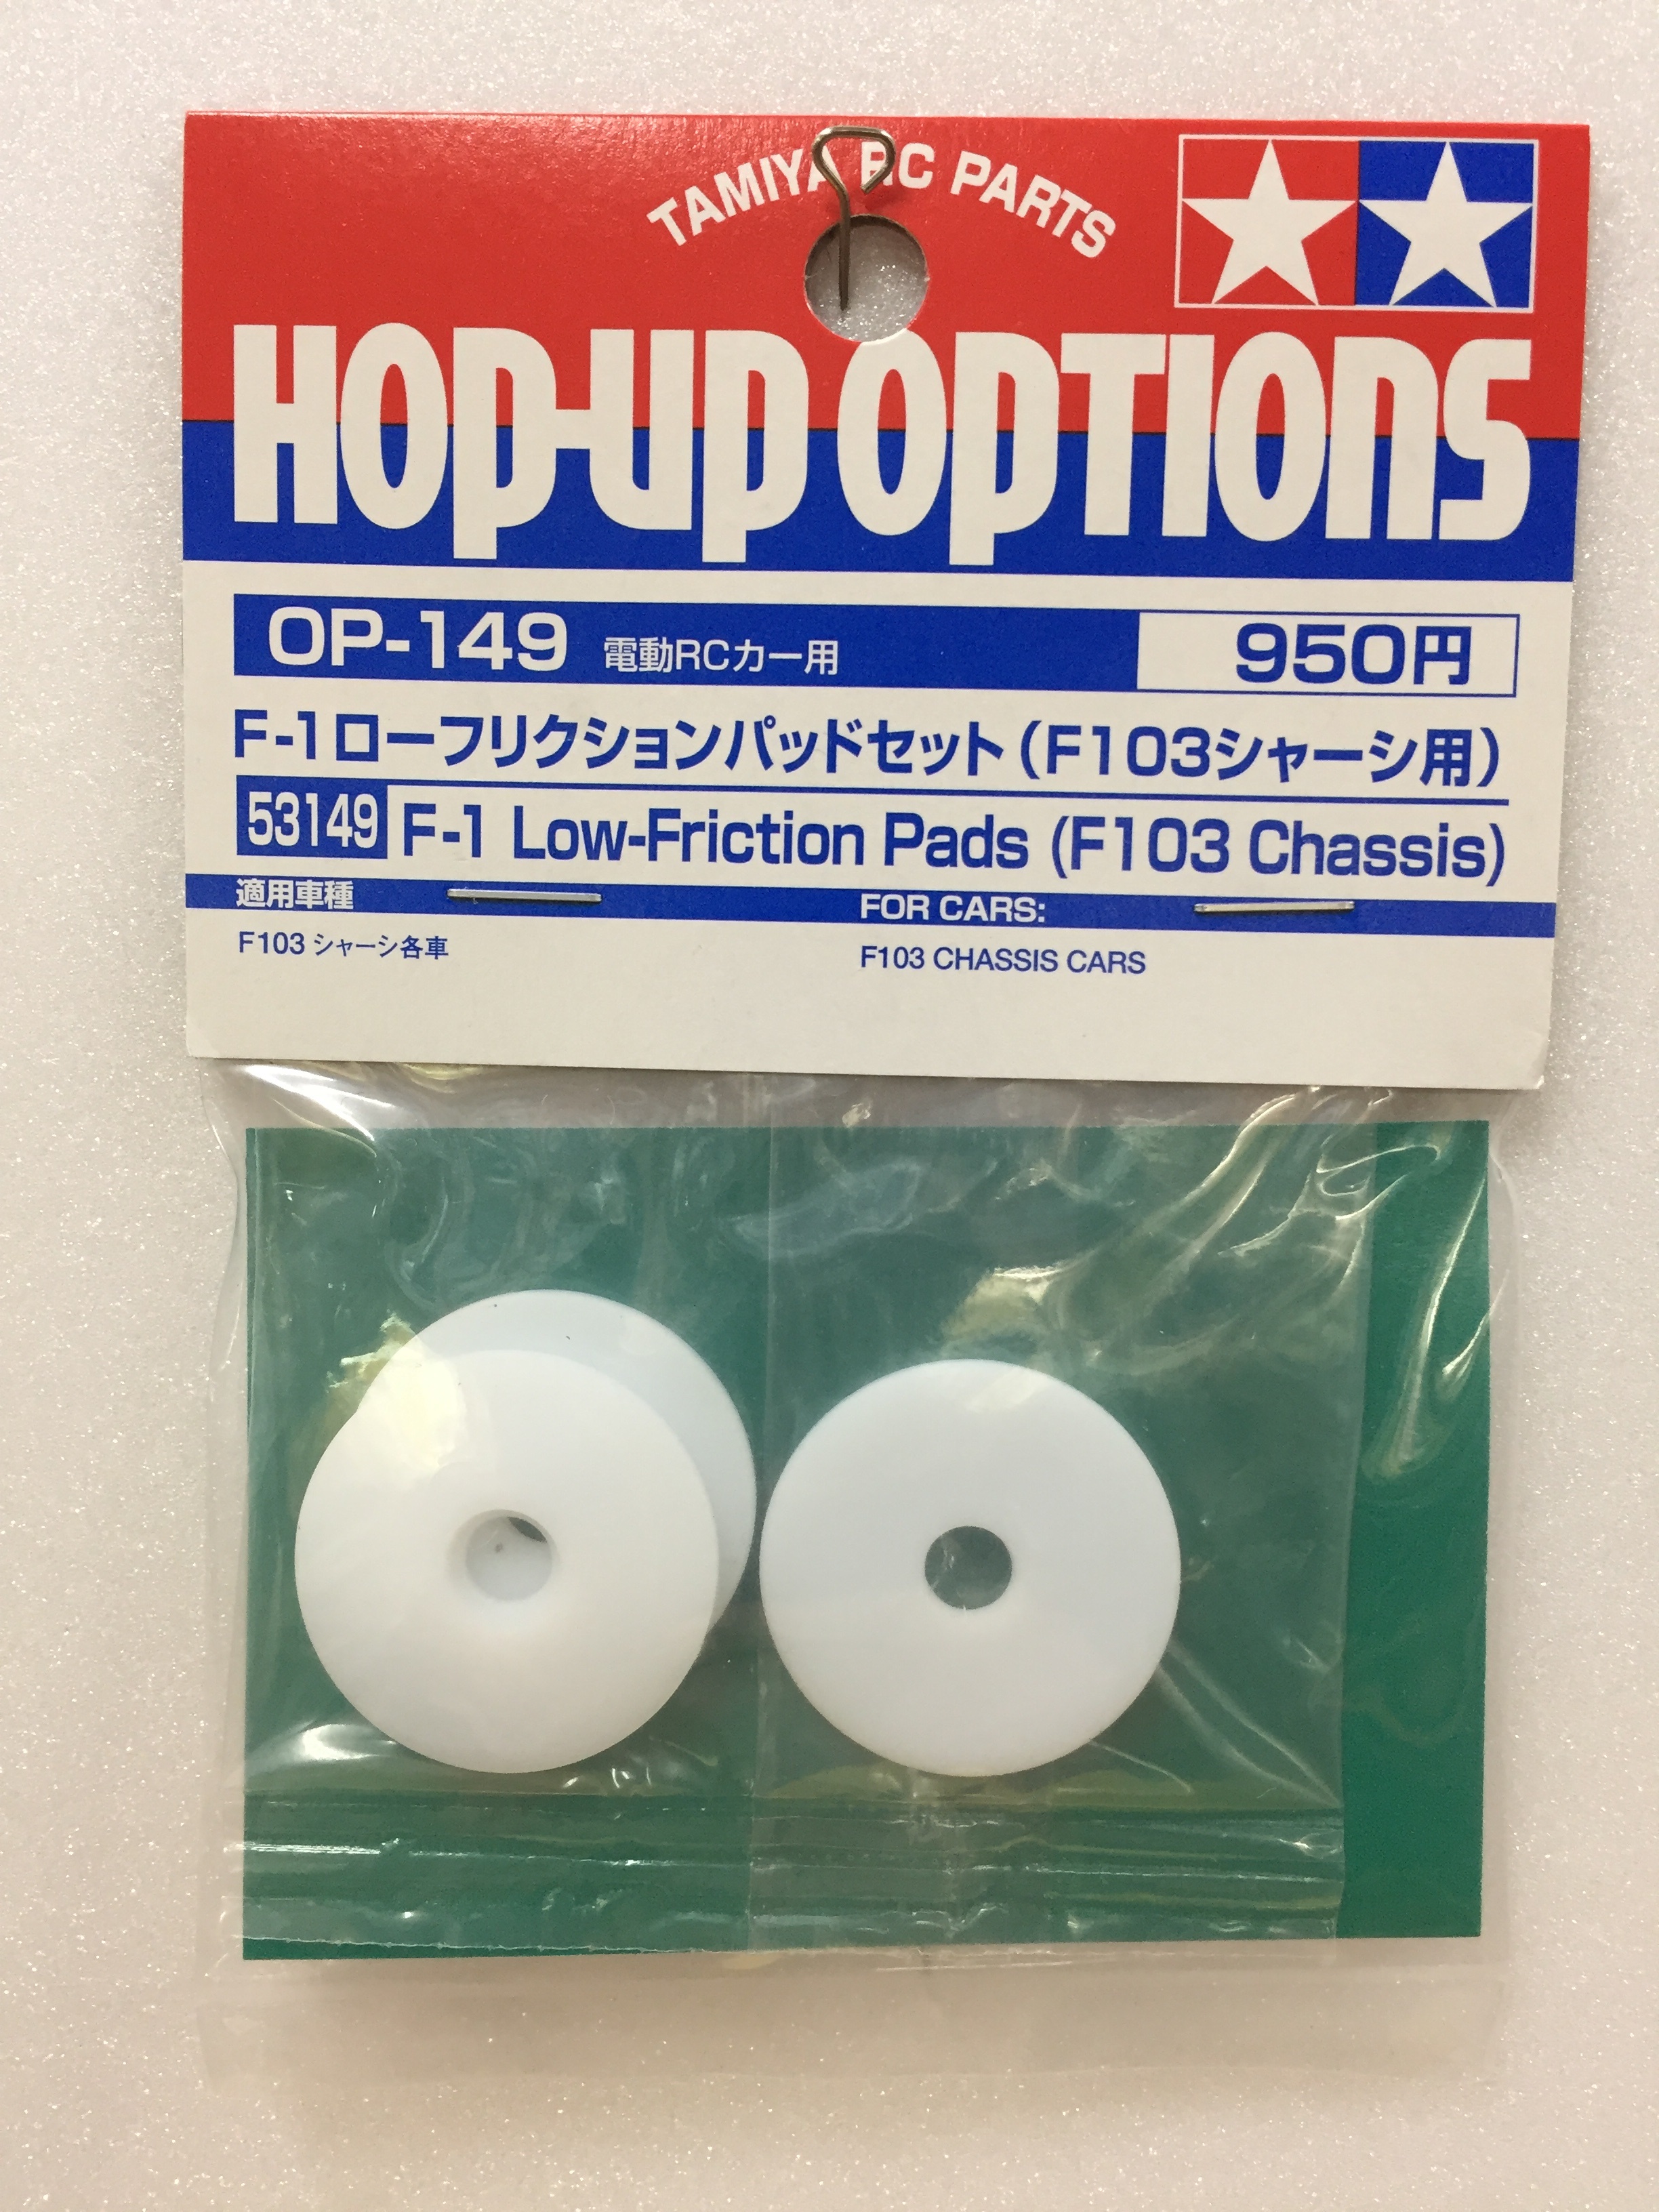 TAMIYA RC PARTS
HOP-UP OPTIONS
OP-149 電動RCカー用 950円
F-1ローフリクションパッドセット(F103シャーシ用)
53149 F-1 Low-Friction Pads (F103 Chassis)
適用車種 FOR CARS:
F103 シャーシ各車 F103 CHASSIS CARS